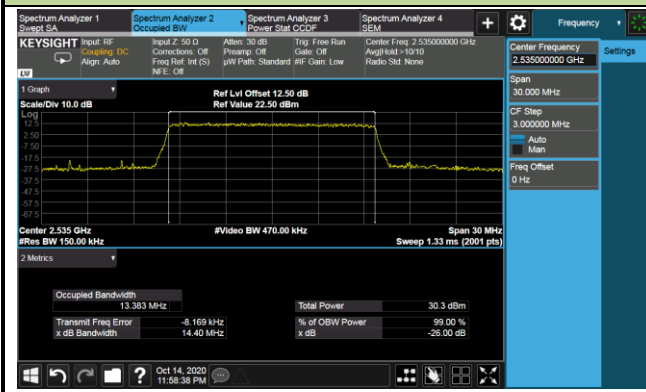 Spectrum Analyzer 1
Swept SA
Spectrum Analyzer 2
Occupied BW
Spectrum Analyzer 3
Power Stat CCDF
Spectrum Analyzer 4
SEM
Frequency
KEYSIGHT
Input: RF
Coupling: DC
Align: Auto
Input Z: 50 Ω
Corrections: Off
Freq Ref: Int (S)
NFE: Off
Atten: 30 dB
Preamp: Off
µW Path: Standard
Trig: Free Run
Gate: Off
#IF Gain: Low
Center Freq: 2.535000000 GHz
Avg|Hold:>10/10
Radio Std: None
LXI
1 Graph
Scale/Div 10.0 dB
Ref Lvl Offset 12.50 dB
Ref Value 22.50 dBm
Log
12.5
2.50
-7.50
-17.5
-27.5
-37.5
-47.5
-57.5
-67.5
Center 2.535 GHz
#Res BW 150.00 kHz
#Video BW 470.00 kHz
Span 30 MHz
Sweep 1.33 ms (2001 pts)
2 Metrics
Occupied Bandwidth
13.383 MHz
Transmit Freq Error -8.169 kHz
x dB Bandwidth 14.40 MHz
Total Power 30.3 dBm
% of OBW Power 99.00 %
x dB -26.00 dB
Oct 14, 2020
11:58:38 PM
Center Frequency
2.535000000 GHz
Span
30.000 MHz
CF Step
3.000000 MHz
Auto
Man
Freq Offset
0 Hz
Settings